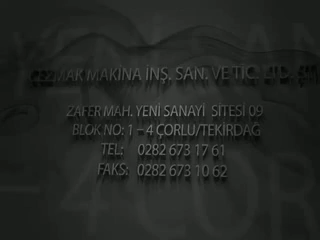 MAKİNA İNŞ. SAN. VE TİC. LTD. ŞTİ
ZAFER MAH. YENİ SANAYİ SİTESİ 09
BLOK NO: 1 - 4 ÇORLU/TEKİRDAĞ
TEL: 0282 673 17 61
FAKS: 0282 673 10 62